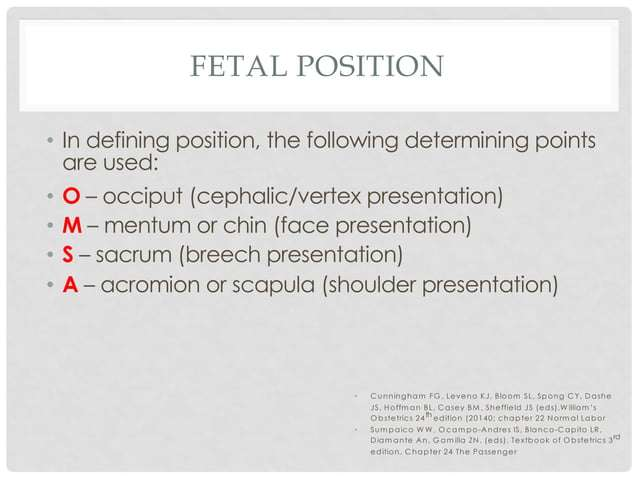 FETAL POSITION
• In defining position, the following determining points
are used:
• O – occiput (cephalic/vertex presentation)
• M – mentum or chin (face presentation)
• S – sacrum (breech presentation)
• A – acromion or scapula (shoulder presentation)
• Cunningham FG, Leveno KJ, Bloom SL, Spong CY, Dashe
JS, Hoffman BL, Casey BM, Sheffield JS (eds).William's
Obstetrics 24th edition (20140; chapter 22 Normal Labor
• Sumpaico WW, Ocampo-Andres IS, Blanco-Capito LR,
Diamante An, Gamilla ZN. (eds). Textbook of Obstetrics 3rd
edition, Chapter 24 The Passenger